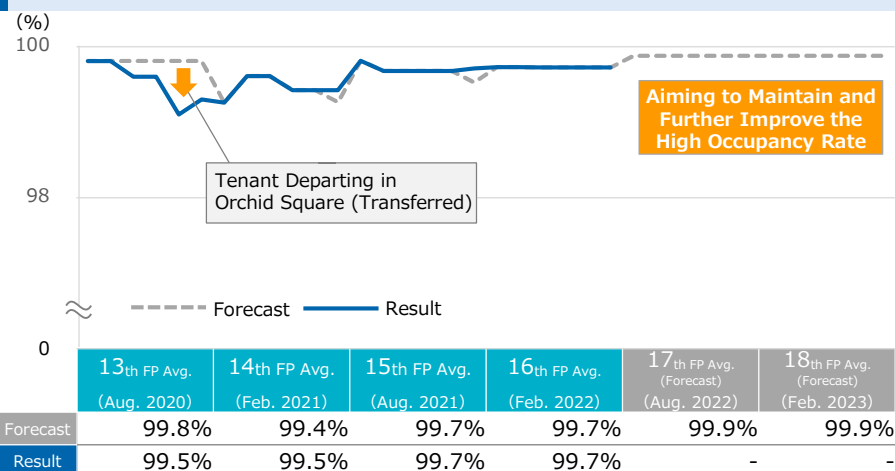 (%)
100
Aiming to Maintain and
Further Improve the
High Occupancy Rate
Tenant Departing in
Orchid Square (Transferred)
98
Forecast
Result
0
13th FP Avg. 14th FP Avg. 15th FP Avg. 16th FP Avg. 17th FP Avg. 18th FP Avg.
(Forecast) (Forecast)
(Aug. 2020) (Feb. 2021) (Aug. 2021) (Feb. 2022) (Aug. 2022) (Feb. 2023)
Forecast 99.8% 99.4% 99.7% 99.7% 99.9% 99.9%
Result 99.5% 99.5% 99.7% 99.7% - -